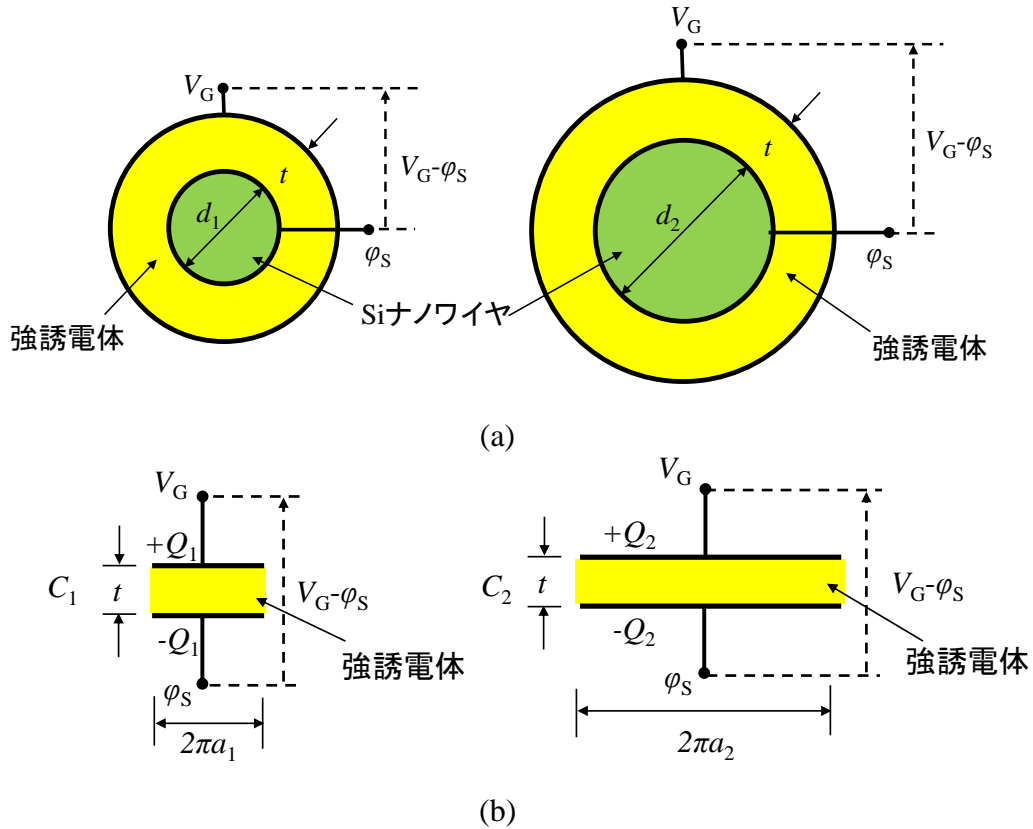 V_G
V_G
t
t
V_G-φ_S
V_G-φ_S
d_1
d_2
φ_S
φ_S
Siナノワイヤ
強誘電体
強誘電体
(a)
V_G
V_G
+Q_1
+Q_2
C_1
t
V_G-φ_S
C_2
t
V_G-φ_S
-Q_1
-Q_2
強誘電体
強誘電体
φ_S
φ_S
2πa_1
2πa_2
(b)